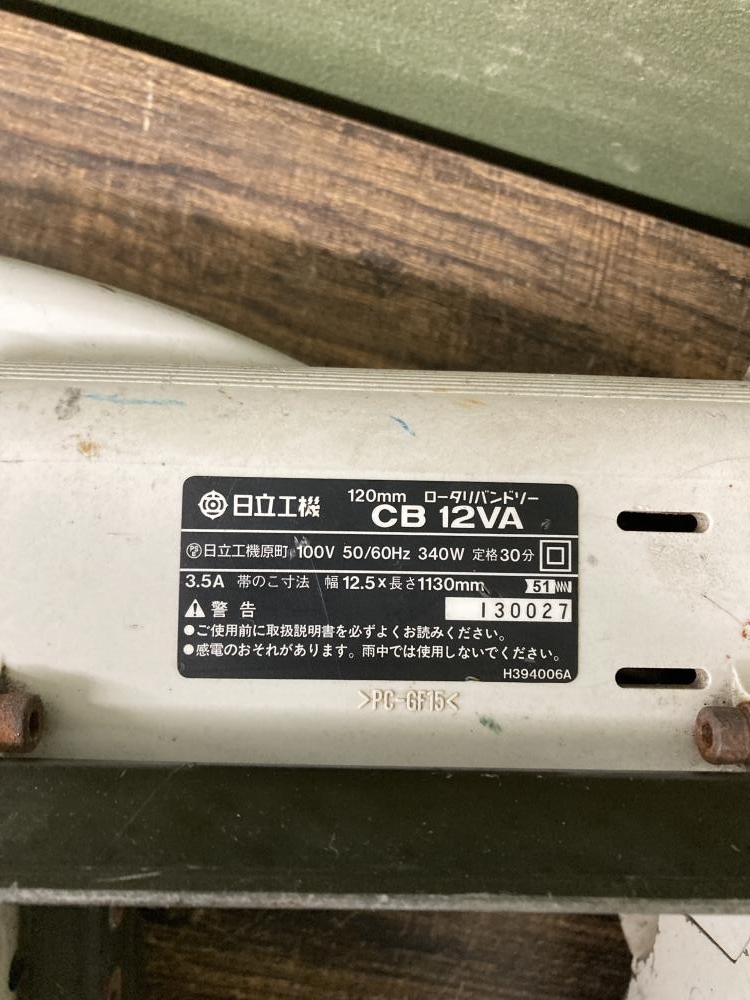 日立工機 120mm ロータリバンドソー
CB 12VA
日立工機原町 100V 50/60Hz 340W 定格30分
3.5A 帯のこ寸法 幅12.5×長さ1130mm 51
130027
警告
●ご使用前に取扱説明書を必ずよくお読みください。
●感電のおそれがあります。雨中では使用しないでください。
H394006A
>PC-GF15<